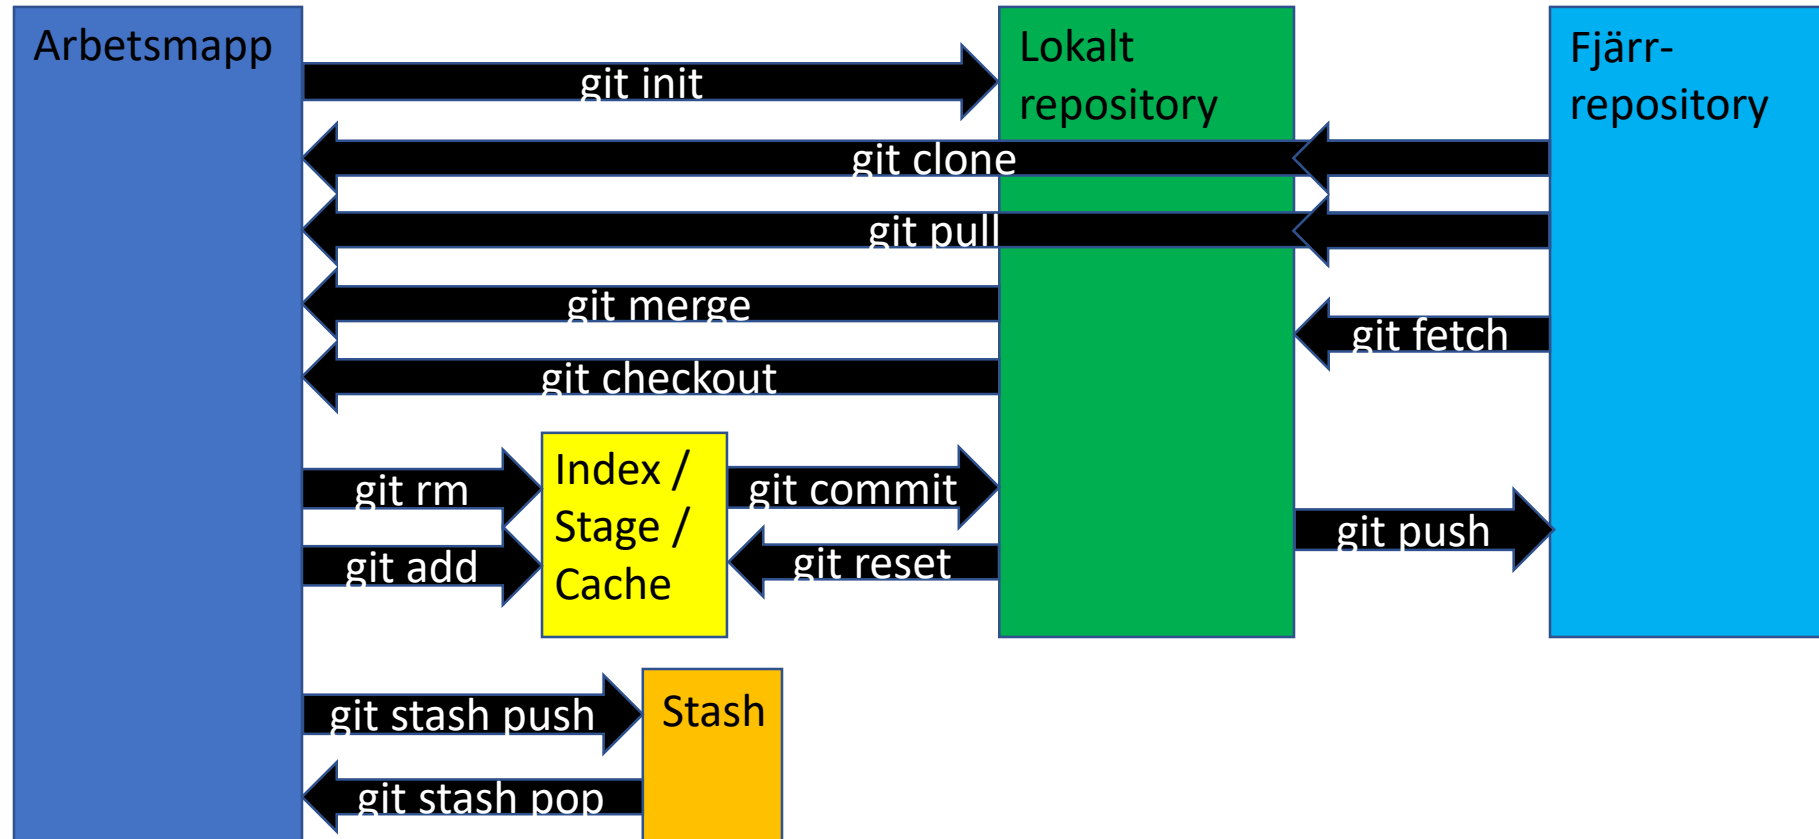 Arbetsmapp
Lokalt
repository
Fjärr-
repository
git init
git clone
git pull
git merge
git fetch
git checkout
Index /
Stage /
Cache
git rm
git commit
git add
git reset
git push
git stash push
Stash
git stash pop